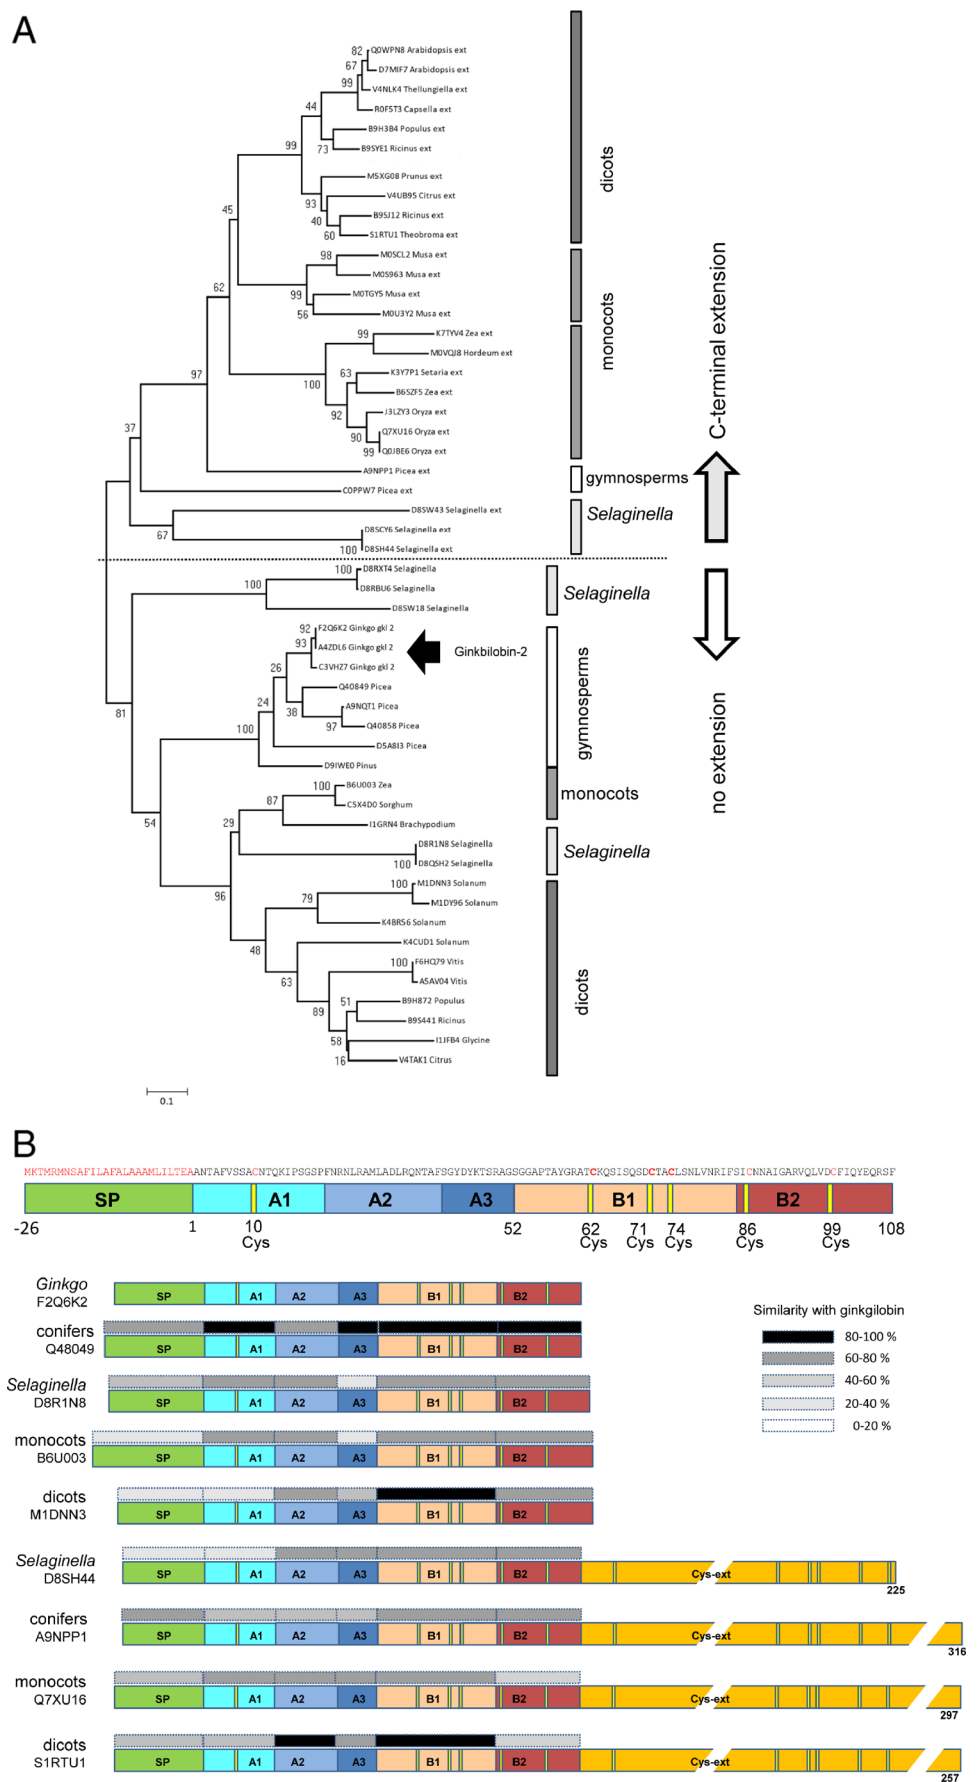 A
82
Q0WPN8 Arabidopsis ext
67
D7MIF7 Arabidopsis ext
99
V4NLK4 Thellungiella ext
44
R0F5T3 Capsella ext
B9H3B4 Populus ext
99
73
B9SYE1 Ricinus ext
M5XG08 Prunus ext
V4UB95 Citrus ext
93
45
B9SJ12 Ricinus ext
40
60
S1RTU1 Theobroma ext
dicots
98
M0SCL2 Musa ext
M0S963 Musa ext
62
99
M0TGY5 Musa ext
56
M0U3Y2 Musa ext
monocots
99
K7TYV4 Zea ext
M0VQJ8 Hordeum ext
97
63
K3Y7P1 Setaria ext
100
B6SZF5 Zea ext
92
J3LZY3 Oryza ext
37
90
Q7XU16 Oryza ext
99
Q0JBE6 Oryza ext
C-terminal extension
A9NPP1 Picea ext
gymnosperms
C0PPW7 Picea ext
D8SW43 Selaginella ext
Selaginella
67
D8SCY6 Selaginella ext
100
D8SH44 Selaginella ext
100
D8RXT4 Selaginella
100
D8RBU6 Selaginella
Selaginella
D8SW18 Selaginella
92
F2Q6K2 Ginkgo gkl 2
93
A4ZDL6 Ginkgo gkl 2
Ginkbilobin-2
26
C3VHZ7 Ginkgo gkl 2
Q40849 Picea
24
38
A9NQT1 Picea
81
97
Q40858 Picea
100
D5A8I3 Picea
gymnosperms
no extension
D9IWE0 Pinus
100
B6U003 Zea
monocots
87
C5X4D0 Sorghum
54
29
I1GRN4 Brachypodium
D8R1N8 Selaginella
Selaginella
100
D8QSH2 Selaginella
96
100
M1DNN3 Solanum
79
M1DY96 Solanum
K4BR56 Solanum
48
K4CUD1 Solanum
100
F6HQ79 Vitis
63
A5AV04 Vitis
51
B9H872 Populus
89
B9S441 Ricinus
58
I1JFB4 Glycine
16
V4TAK1 Citrus
dicots
0.1
B
MKTMRMNSAFILAFALAAAMLILTEAANTAFVSSACNTQKIPSGSPFNRNLRAMLADLRQNTAFSGYDYKTSRAGSGGAPTAYGRATCKQSISQSDCTACLSNLVNRIFSICNNAIGARVQLVDCFIQYEQRSF
SP A1 A2 A3 B1 B2
-26 1 10 52 62 71 74 86 99 108
Cys Cys Cys Cys Cys Cys
Ginkgo
F2Q6K2
SP A1 A2 A3 B1 B2
Similarity with ginkgilobin
80-100 %
60-80 %
40-60 %
20-40 %
0-20 %
conifers
Q48049
SP A1 A2 A3 B1 B2
Selaginella
D8R1N8
SP A1 A2 A3 B1 B2
monocots
B6U003
SP A1 A2 A3 B1 B2
dicots
M1DNN3
SP A1 A2 A3 B1 B2
Selaginella
D8SH44
SP A1 A2 A3 B1 B2 Cys-ext
225
conifers
A9NPP1
SP A1 A2 A3 B1 B2 Cys-ext
316
monocots
Q7XU16
SP A1 A2 A3 B1 B2 Cys-ext
297
dicots
S1RTU1
SP A1 A2 A3 B1 B2 Cys-ext
257